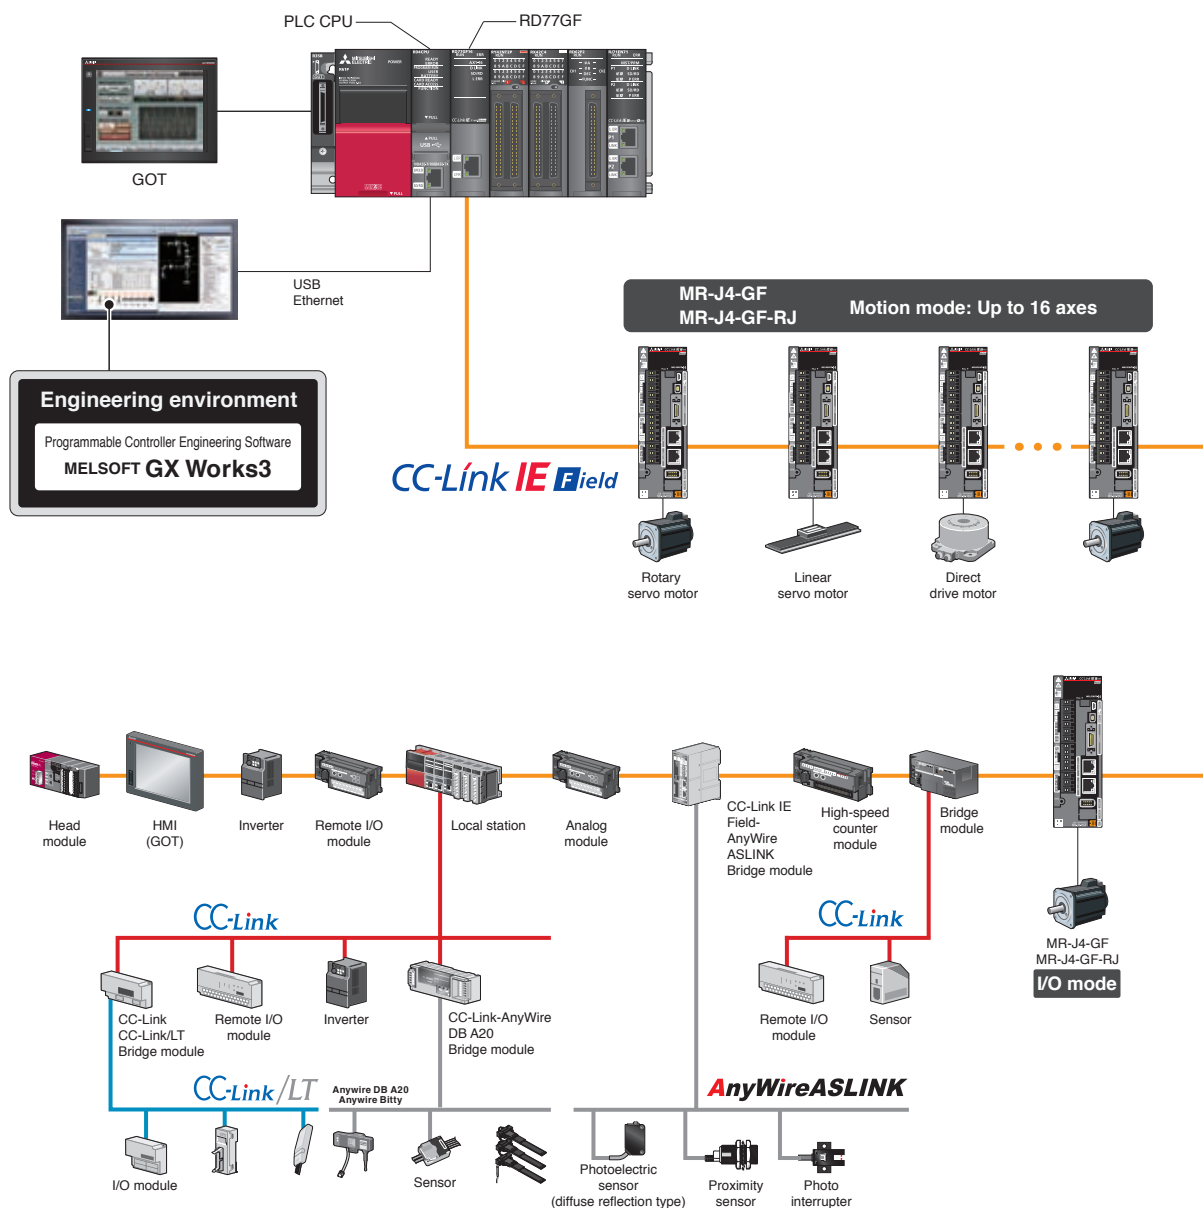 PLC CPU
RD77GF
MITSUBISHI
ELECTRIC
POWER
USB
P1
P2
GOT
USB
Ethernet
MR-J4-GF
MR-J4-GF-RJ
Motion mode: Up to 16 axes
Engineering environment
Programmable Controller Engineering Software
MELSOFT GX Works3
CC-Link IE Field
Rotary
servo motor
Linear
servo motor
Direct
drive motor
Head
module
HMI
(GOT)
Inverter
Remote I/O
module
Local station
Analog
module
CC-Link IE
Field-
AnyWire
ASLINK
Bridge module
High-speed
counter
module
Bridge
module
MR-J4-GF
MR-J4-GF-RJ
I/O mode
CC-Link
CC-Link
CC-Link
CC-Link/LT
Bridge module
Remote I/O
module
Inverter
CC-Link-AnyWire
DB A20
Bridge module
Remote I/O
module
Sensor
CC-Link/LT
Anywire DB A20
Anywire Bitty
AnyWireASLINK
I/O module
Sensor
Photoelectric
sensor
(diffuse reflection type)
Proximity
sensor
Photo
interrupter